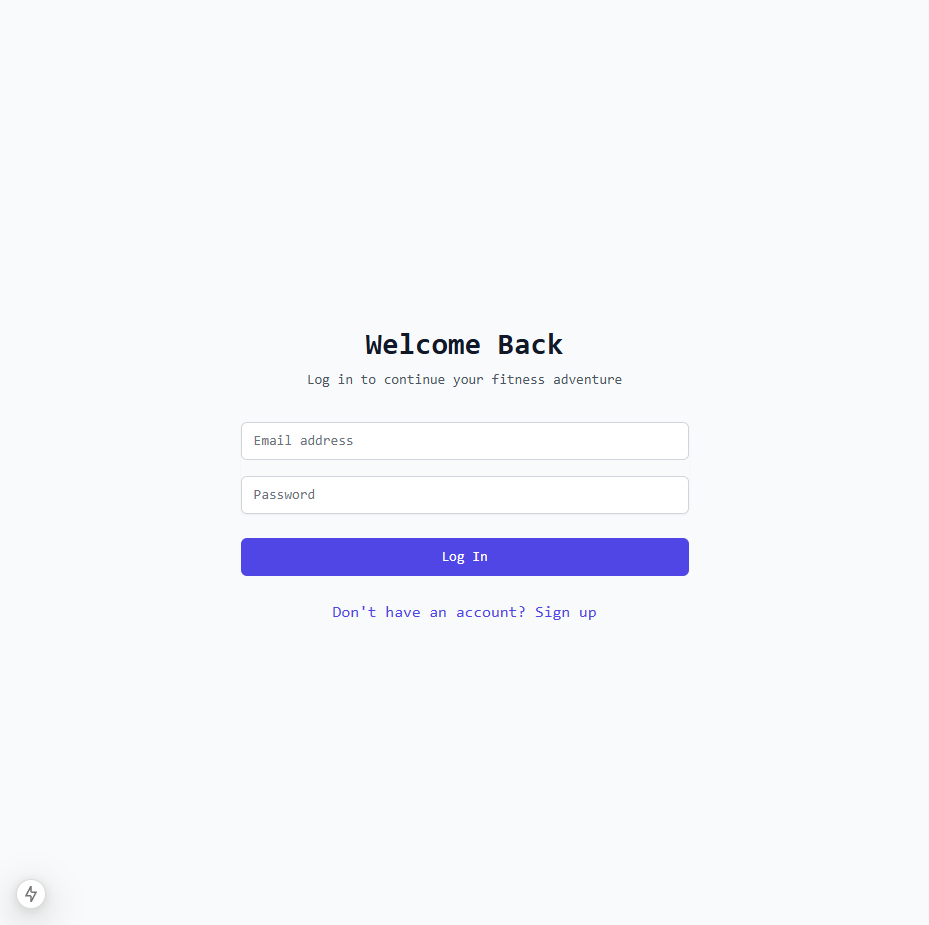 Welcome Back
Log in to continue your fitness adventure
Email address
Password
Log In
Don't have an account? Sign up